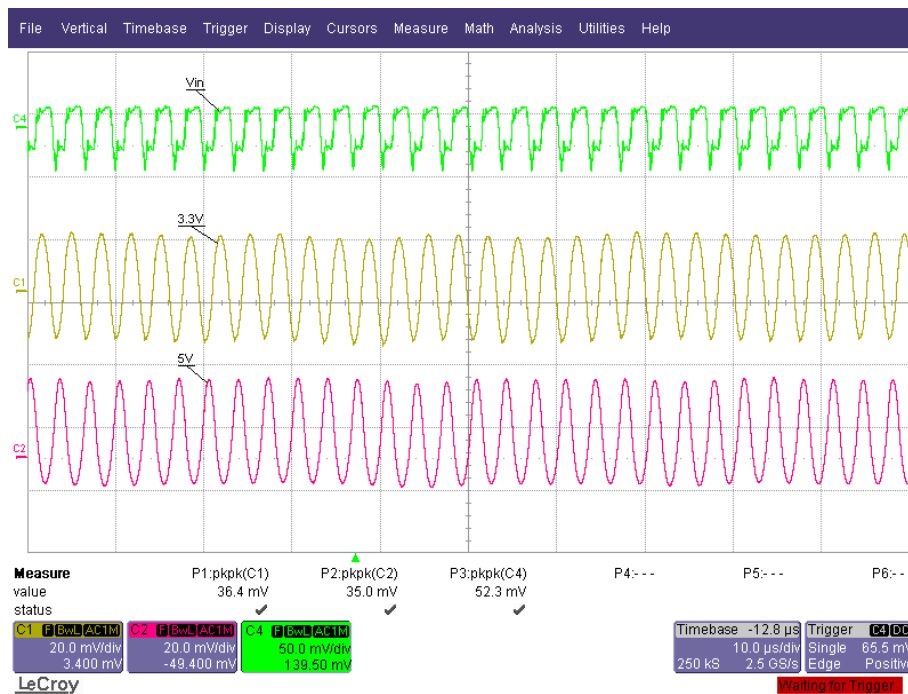 File Vertical Timebase Trigger Display Cursors Measure Math Analysis Utilities Help
Vin
C4
3.3V
C1
5V
C2
Measure P1:pkpk(C1) P2:pkpk(C2) P3:pkpk(C4) P4:- - - P5:- - - P6:- -
value 36.4 mV 35.0 mV 52.3 mV
status
C1 F BwL AC1M C2 F BwL AC1M C4 F BwL AC1M Timebase -12.8 µs Trigger C4 DC
20.0 mV/div 20.0 mV/div 50.0 mV/div 10.0 µs/div Single 65.5 mV
3.400 mV -49.400 mV 139.50 mV 250 kS 2.5 GS/s Edge Positive
LeCroy Waiting for Trigger